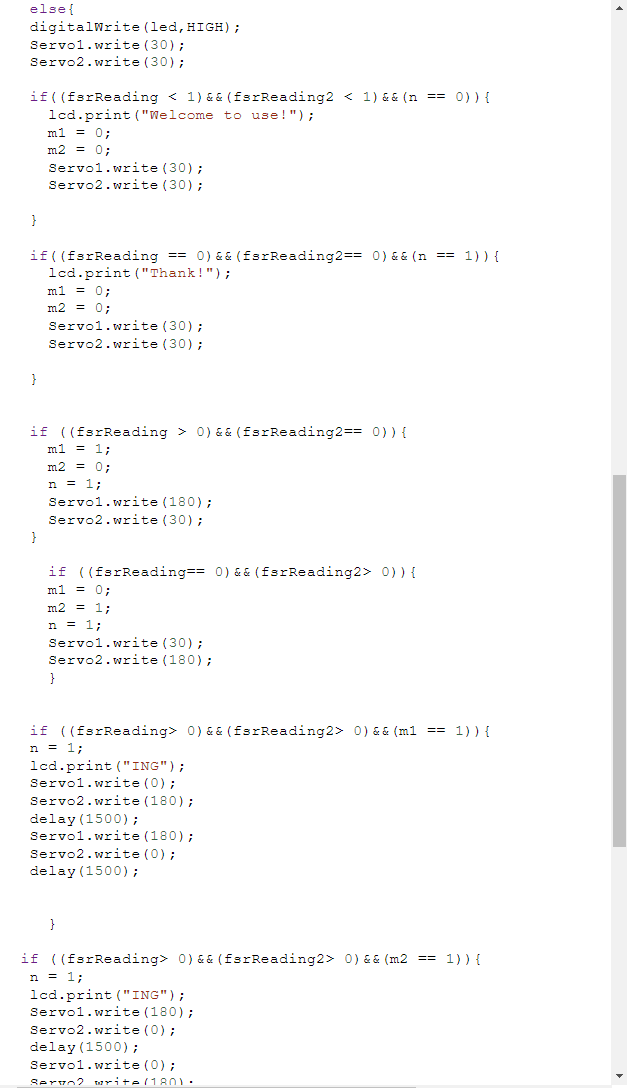 else{
digitalWrite(led,HIGH);
Servo1.write(30);
Servo2.write(30);
if((fsrReading < 1)&&(fsrReading2 < 1)&&(n == 0)){
lcd.print("Welcome to use!");
m1 = 0;
m2 = 0;
Servo1.write(30);
Servo2.write(30);
}
if((fsrReading == 0)&&(fsrReading2== 0)&&(n == 1)){
lcd.print("Thank!");
m1 = 0;
m2 = 0;
Servo1.write(30);
Servo2.write(30);
}
if ((fsrReading > 0)&&(fsrReading2== 0)){
m1 = 1;
m2 = 0;
n = 1;
Servo1.write(180);
Servo2.write(30);
}
if ((fsrReading== 0)&&(fsrReading2> 0)){
m1 = 0;
m2 = 1;
n = 1;
Servo1.write(30);
Servo2.write(180);
}
if ((fsrReading> 0)&&(fsrReading2> 0)&&(m1 == 1)){
n = 1;
lcd.print("ING");
Servo1.write(0);
Servo2.write(180);
delay(1500);
Servo1.write(180);
Servo2.write(0);
delay(1500);
}
if ((fsrReading> 0)&&(fsrReading2> 0)&&(m2 == 1)){
n = 1;
lcd.print("ING");
Servo1.write(180);
Servo2.write(0);
delay(1500);
Servo1.write(0);
Servo2.write(180);